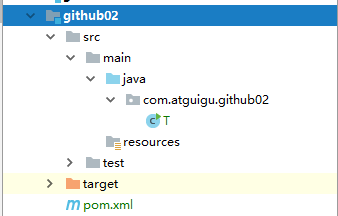 github02
src
main
java
com.atguigu.github02
T
resources
test
target
pom.xml